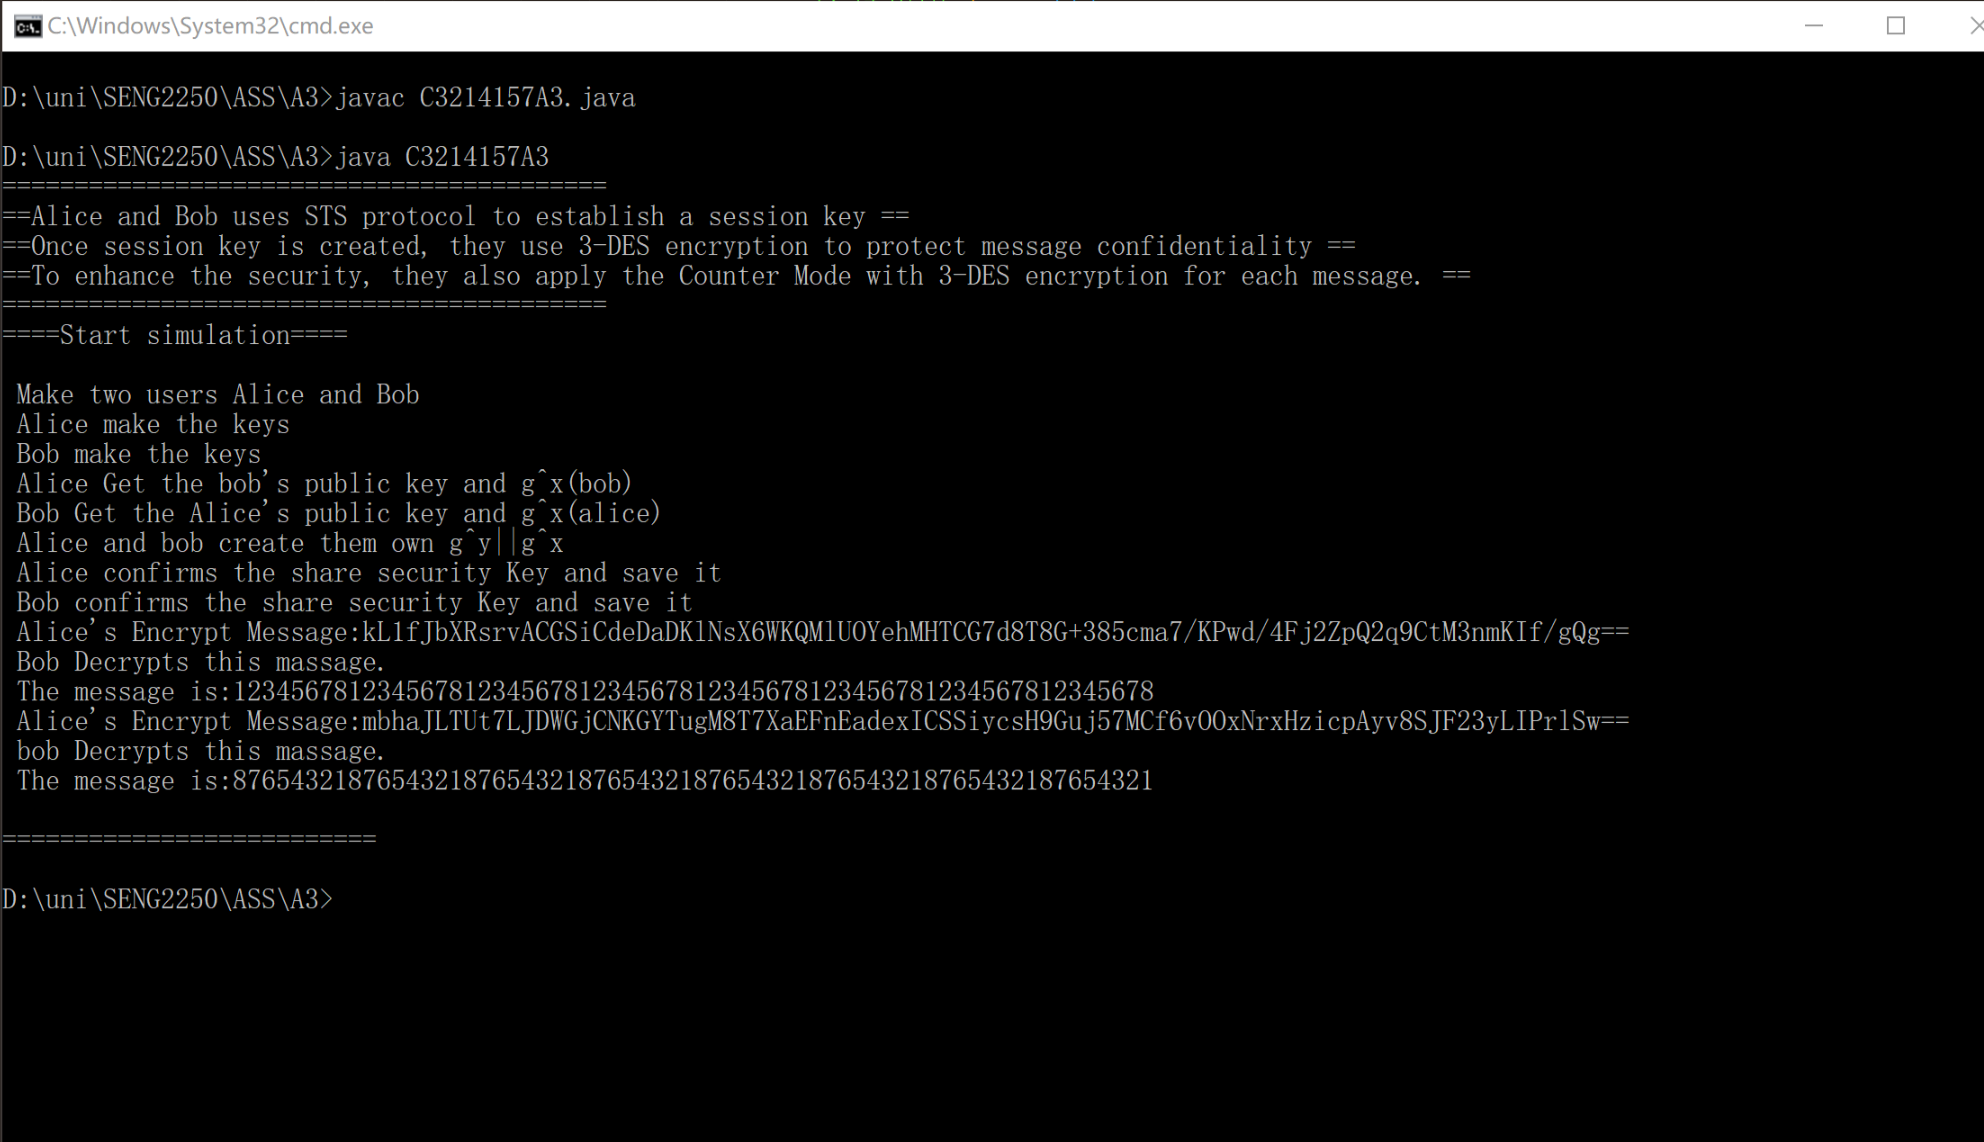 C:\Windows\System32\cmd.exe
D:\uni\SENG2250\ASS\A3>javac C3214157A3.java
D:\uni\SENG2250\ASS\A3>java C3214157A3
==========================================
==Alice and Bob uses STS protocol to establish a session key ==
==Once session key is created, they use 3-DES encryption to protect message confidentiality ==
==To enhance the security, they also apply the Counter Mode with 3-DES encryption for each message. ==
==========================================
====Start simulation====
Make two users Alice and Bob
Alice make the keys
Bob make the keys
Alice Get the bob's public key and g^x(bob)
Bob Get the Alice's public key and g^x(alice)
Alice and bob create them own g^y||g^x
Alice confirms the share security Key and save it
Bob confirms the share security Key and save it
Alice's Encrypt Message:kL1fJbXRsrvACGSiCdeDaDKlNsX6WKQMlUOYehMHTCG7d8T8G+385cma7/KPwd/4Fj2ZpQ2q9CtM3nmKIf/gQg==
Bob Decrypts this massage.
The message is:1234567812345678123456781234567812345678123456781234567812345678
Alice's Encrypt Message:mbhaJLTUt7LJDWGjCNKGYTugM8T7XaEFnEadexICSSiycsH9Guj57MCf6vOOxNrxHzicpAyv8SJF23yLIPrlSw==
bob Decrypts this massage.
The message is:8765432187654321876543218765432187654321876543218765432187654321
==========================
D:\uni\SENG2250\ASS\A3>